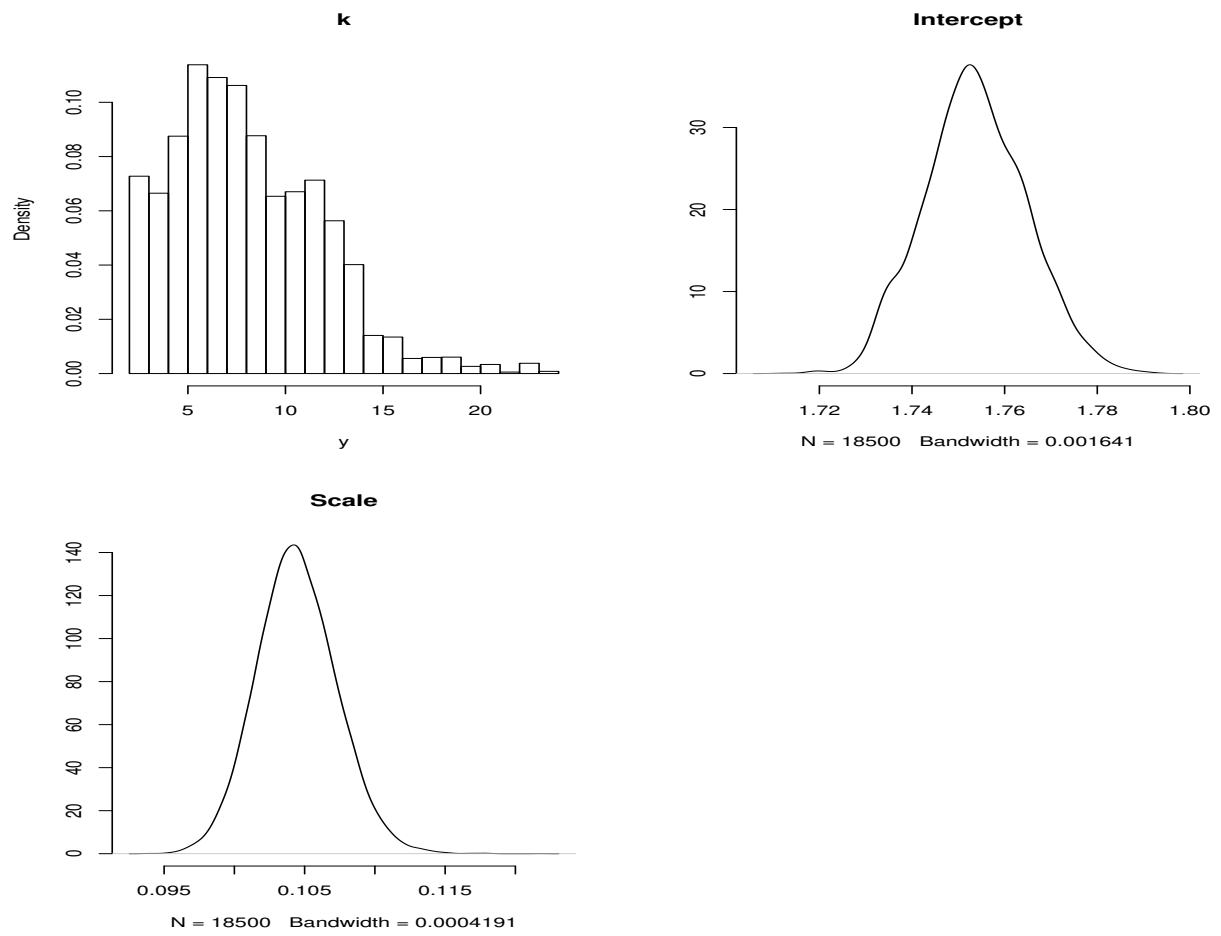 k
Density
0.00 0.02 0.04 0.06 0.08 0.10
5 10 15 20
y
Intercept
0 10 20 30
1.72 1.74 1.76 1.78 1.80
N = 18500 Bandwidth = 0.001641
Scale
0 20 40 60 80 100 120 140
0.095 0.105 0.115
N = 18500 Bandwidth = 0.0004191